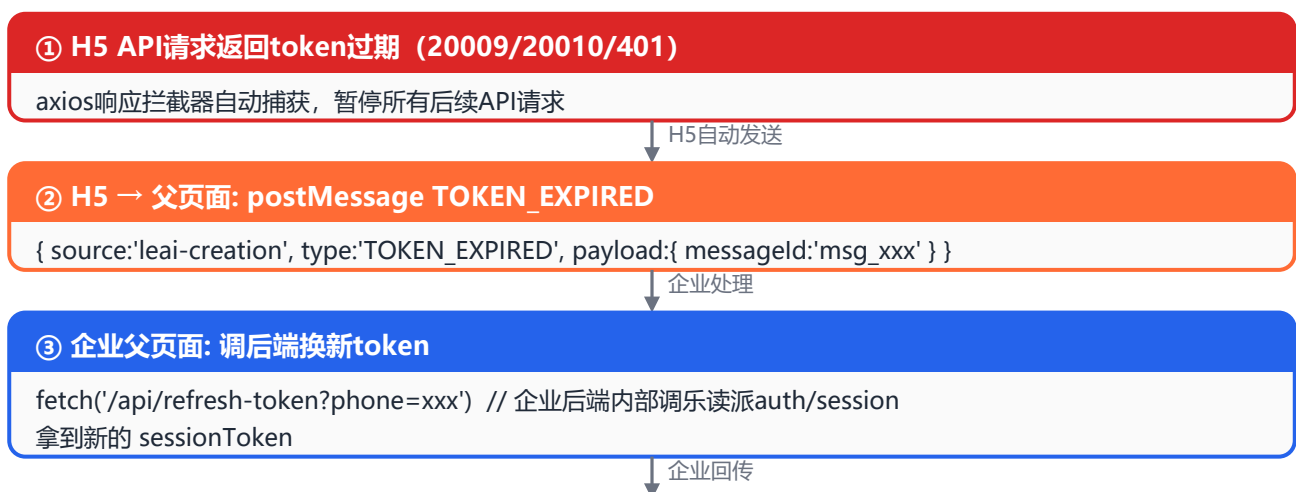 ① H5 API请求返回token过期（20009/20010/401）
axios响应拦截器自动捕获，暂停所有后续API请求
H5自动发送
② H5 → 父页面: postMessage TOKEN_EXPIRED
{ source:'leai-creation', type:'TOKEN_EXPIRED', payload:{ messageId:'msg_xxx' } }
企业处理
③ 企业父页面: 调后端换新token
fetch('/api/refresh-token?phone=xxx')  // 企业后端内部调乐读派auth/session
拿到新的 sessionToken
企业回传